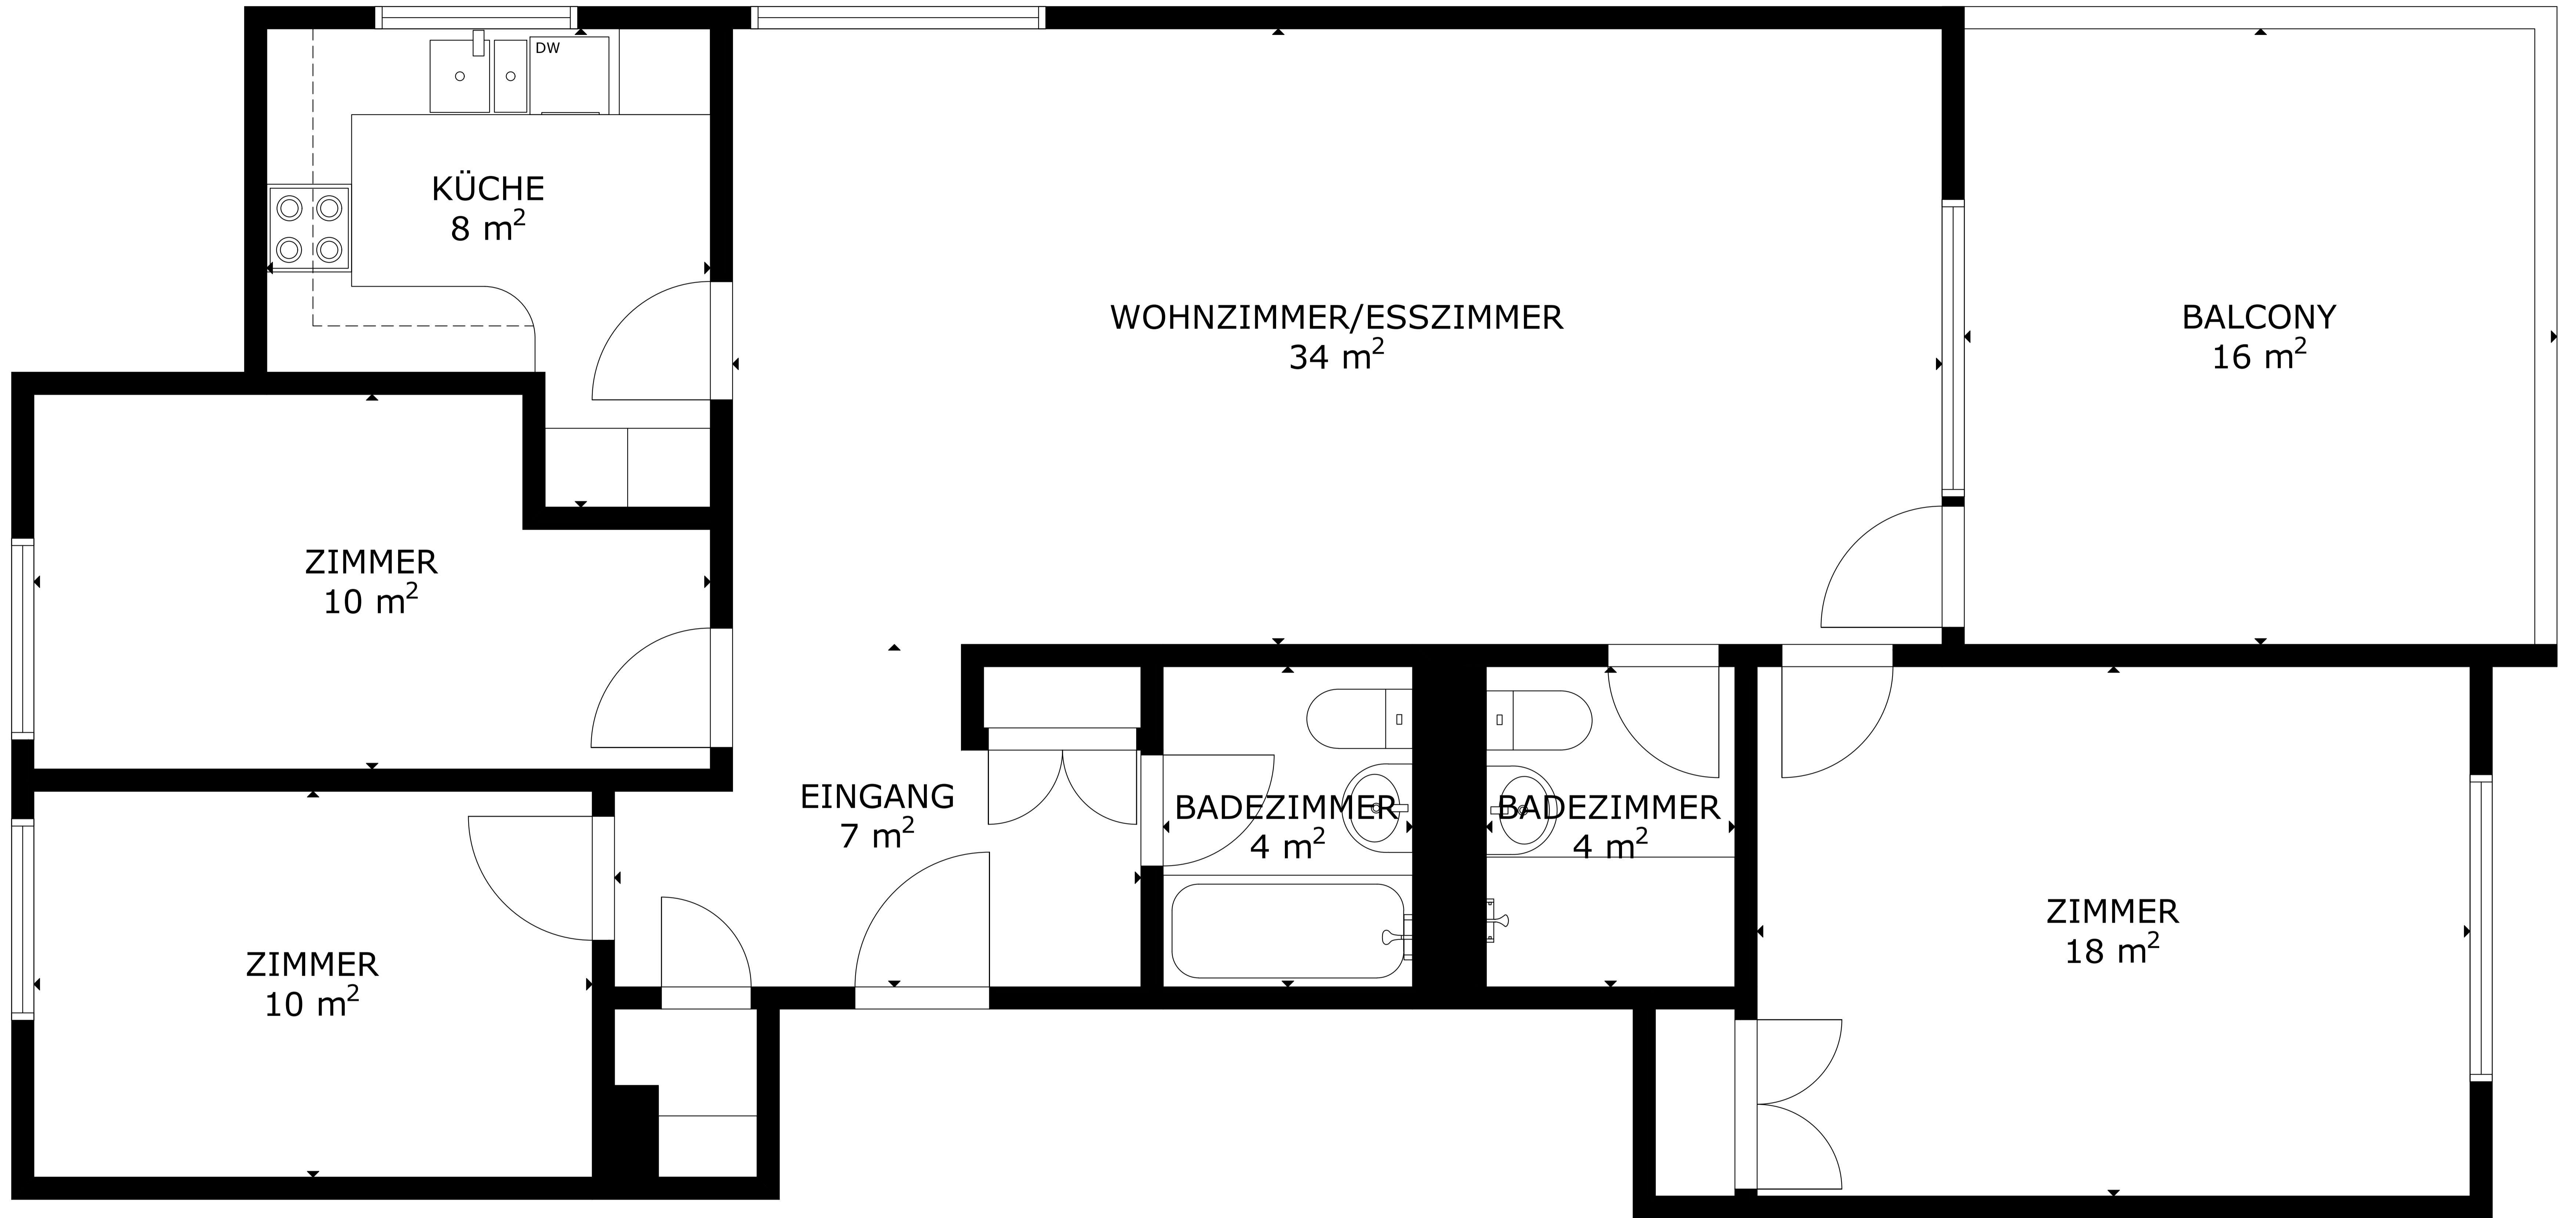 DW
KÜCHE
8 m²
WOHNZIMMER/ESSZIMMER
34 m²
BALCONY
16 m²
ZIMMER
10 m²
EINGANG
7 m²
BADEZIMMER
4 m²
BADEZIMMER
4 m²
ZIMMER
18 m²
ZIMMER
10 m²